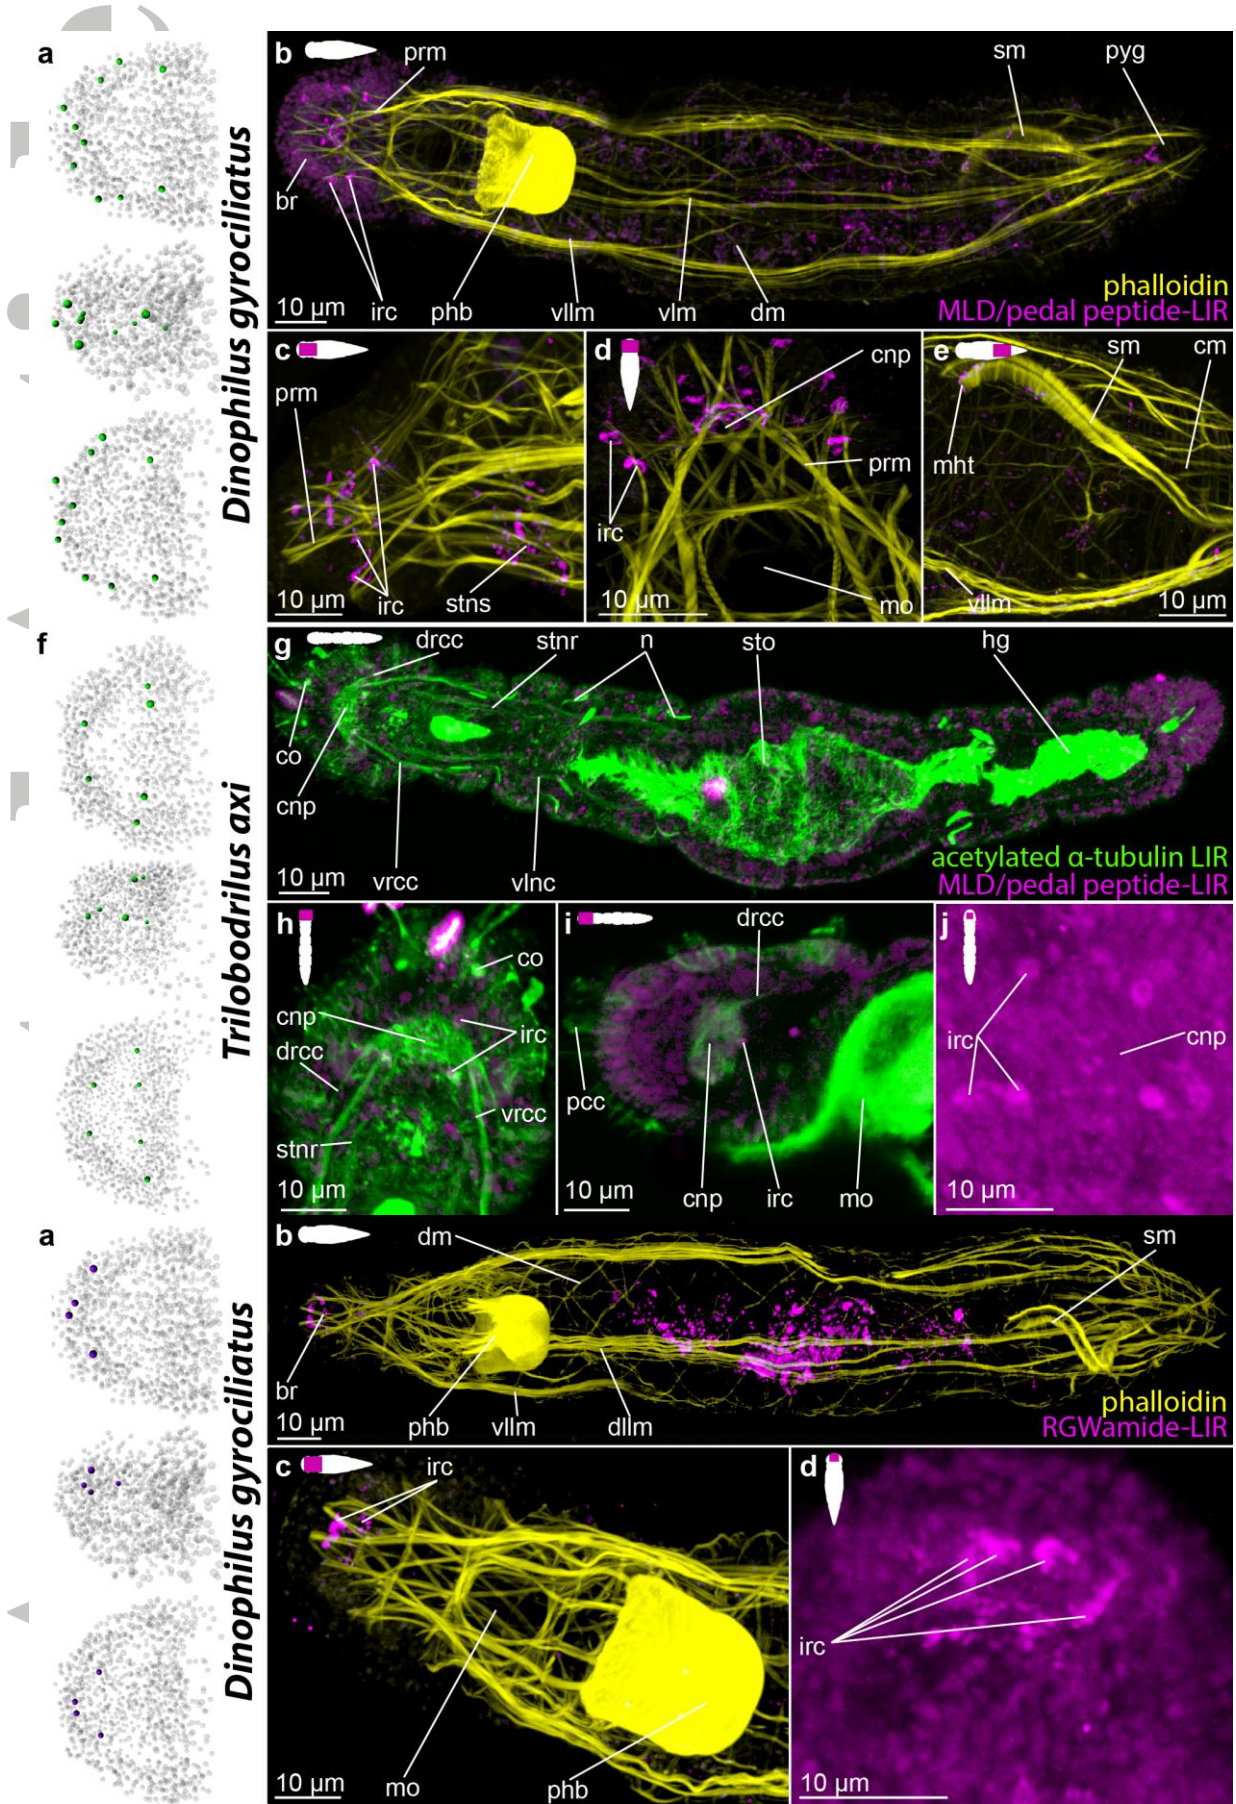 a
Dinophilus gyrociliatus
b
prm
sm
pyg
br
irc
phb
vllm
vlm
dm
10 µm
phalloidin
MLD/pedal peptide-LIR
c
prm
irc
stns
10 µm
d
cnp
prm
irc
mo
10 µm
e
sm
cm
mht
vllm
10 µm
f
Trilobodrilus axi
g
drcc
stnr
n
sto
hg
co
cnp
vrcc
vlnc
10 µm
acetylated α-tubulin LIR
MLD/pedal peptide-LIR
h
co
cnp
irc
drcc
vrcc
stnr
10 µm
i
drcc
pcc
cnp
irc
mo
10 µm
j
irc
cnp
10 µm
a
Dinophilus gyrociliatus
b
dm
sm
br
phb
vllm
dllm
10 µm
phalloidin
RGWamide-LIR
c
irc
mo
phb
10 µm
d
irc
10 µm